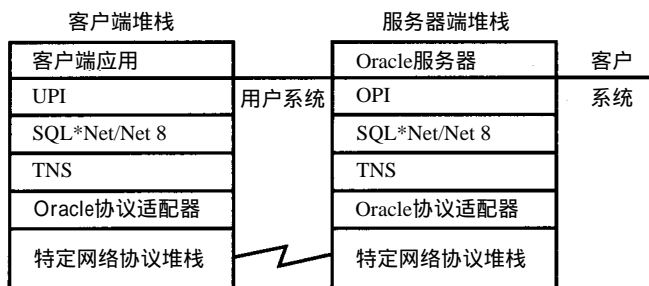 客户端堆栈
服务器端堆栈
客户端应用
Oracle服务器
客户
UPI
用户系统
OPI
系统
SQL*Net/Net 8
SQL*Net/Net 8
TNS
TNS
Oracle协议适配器
Oracle协议适配器
特定网络协议堆栈
特定网络协议堆栈